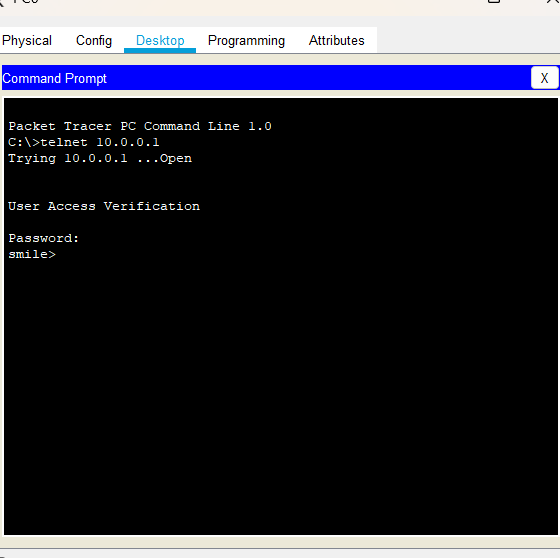 Physical Config Desktop Programming Attributes
Command Prompt X
Packet Tracer PC Command Line 1.0
C:\>telnet 10.0.0.1
Trying 10.0.0.1 ...Open
User Access Verification
Password:
smile>